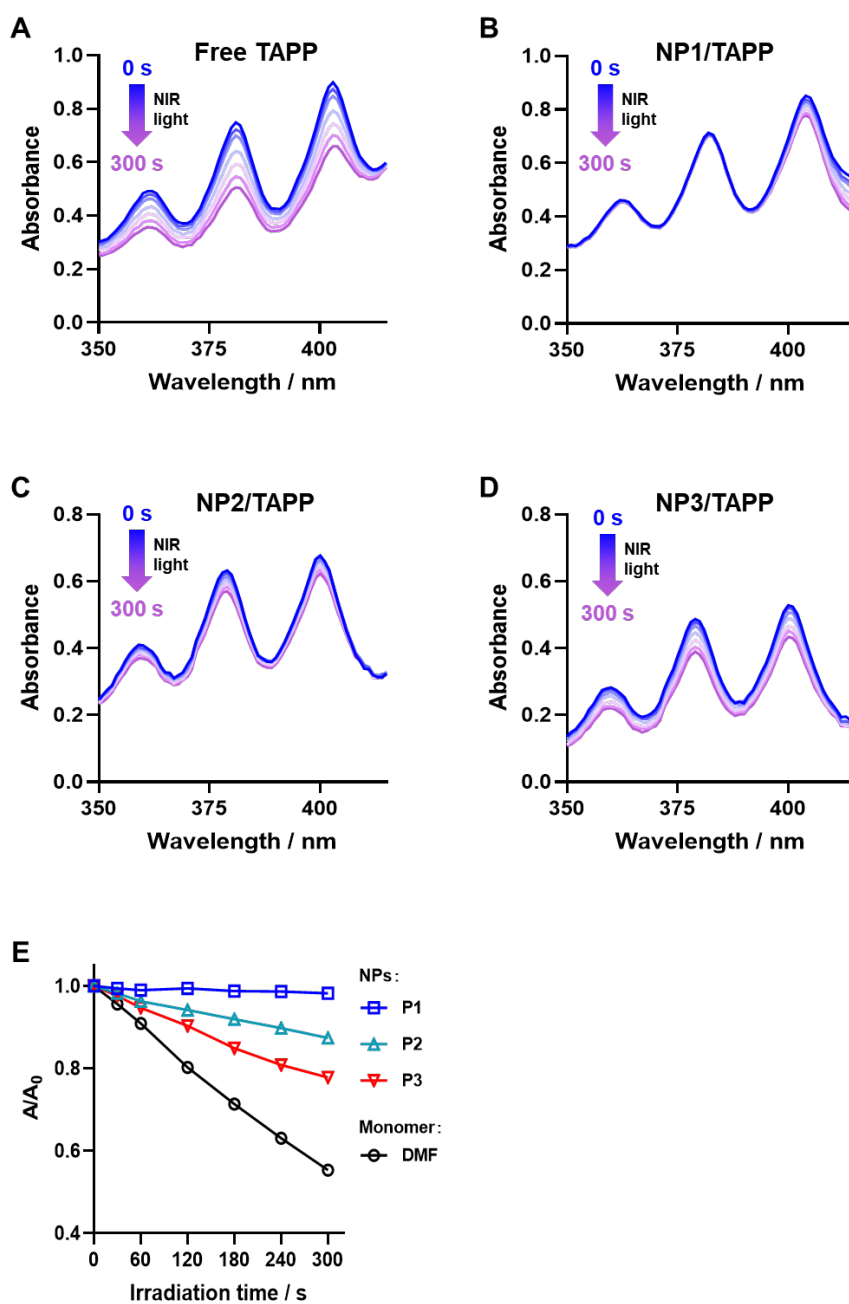 A
Free TAPP
1.0
0.8
0.6
0.4
0.2
0.0
0 s
NIR
light
300 s
Absorbance
350
375
400
Wavelength / nm
B
NP1/TAPP
1.0
0.8
0.6
0.4
0.2
0.0
0 s
NIR
light
300 s
Absorbance
350
375
400
Wavelength / nm
C
NP2/TAPP
0.8
0.6
0.4
0.2
0.0
0 s
NIR
light
300 s
Absorbance
350
375
400
Wavelength / nm
D
NP3/TAPP
0.8
0.6
0.4
0.2
0.0
0 s
NIR
light
300 s
Absorbance
350
375
400
Wavelength / nm
E
1.0
0.8
0.6
0.4
A/A0
0
60
120
180
240
300
Irradiation time / s
NPs:
P1
P2
P3
Monomer:
DMF